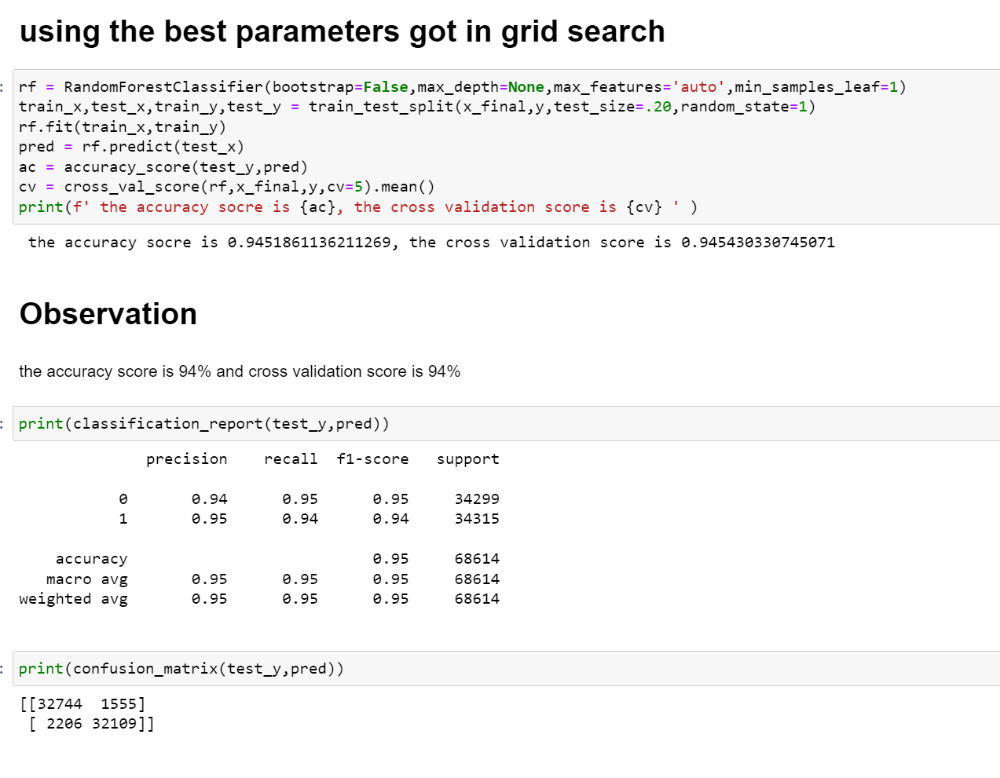 using the best parameters got in grid search
: rf = RandomForestClassifier(bootstrap=False,max_depth=None,max_features='auto',min_samples_leaf=1)
train_x,test_x,train_y,test_y = train_test_split(x_final,y,test_size=.20,random_state=1)
rf.fit(train_x,train_y)
pred = rf.predict(test_x)
ac = accuracy_score(test_y,pred)
cv = cross_val_score(rf,x_final,y,cv=5).mean()
print(f' the accuracy socre is {ac}, the cross validation score is {cv} ' )
the accuracy socre is 0.9451861136211269, the cross validation score is 0.945430330745071
Observation
the accuracy score is 94% and cross validation score is 94%
: print(classification_report(test_y,pred))
precision recall f1-score support
0 0.94 0.95 0.95 34299
1 0.95 0.94 0.94 34315
accuracy 0.95 68614
macro avg 0.95 0.95 0.95 68614
weighted avg 0.95 0.95 0.95 68614
: print(confusion_matrix(test_y,pred))
[[32744 1555]
[ 2206 32109]]